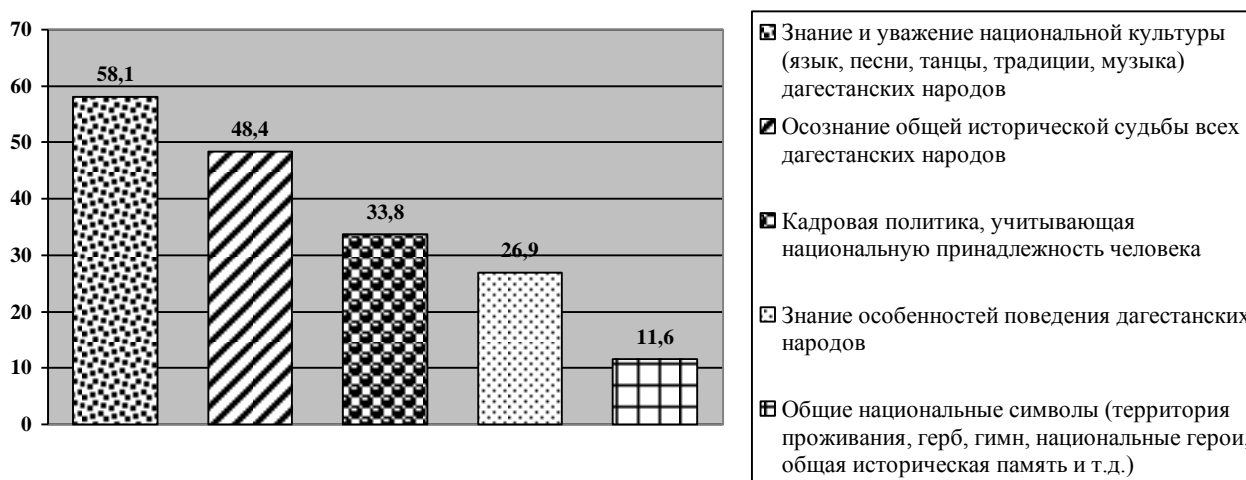 70
60
50
40
30
20
10
0
58,1
48,4
33,8
26,9
11,6
Знание и уважение национальной культуры
(язык, песни, танцы, традиции, музыка)
дагестанских народов
Осознание общей исторической судьбы всех
дагестанских народов
Кадровая политика, учитывающая
национальную принадлежность человека
Знание особенностей поведения дагестанских
народов
Общие национальные символы (территория
проживания, герб, гимн, национальные герои,
общая историческая память и т.д.)